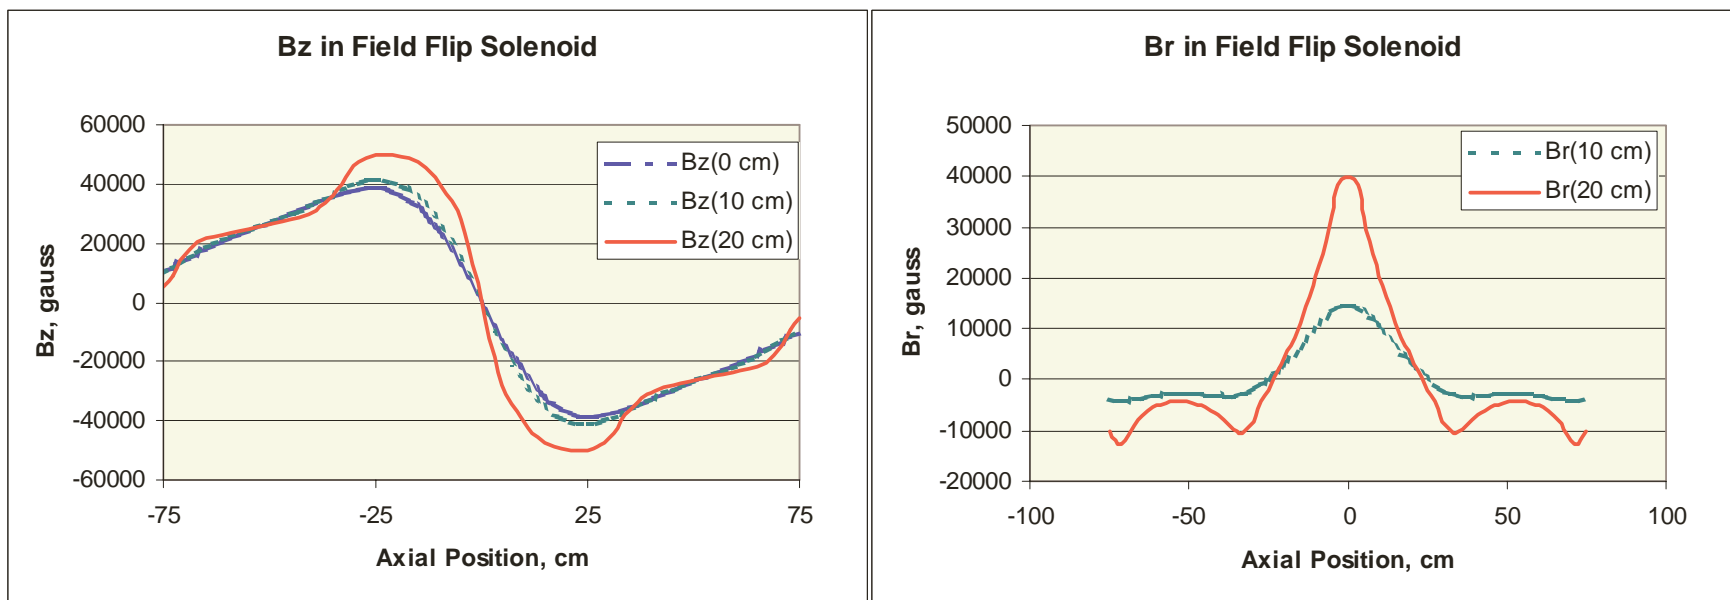 Bz in Field Flip Solenoid
60000
40000
20000
0
-20000
-40000
-60000
Bz, gauss
-75
-25
25
75
Axial Position, cm
Bz(0 cm)
Bz(10 cm)
Bz(20 cm)
Br in Field Flip Solenoid
50000
40000
30000
20000
10000
0
-10000
-20000
Br, gauss
-100
-50
0
50
100
Axial Position, cm
Br(10 cm)
Br(20 cm)